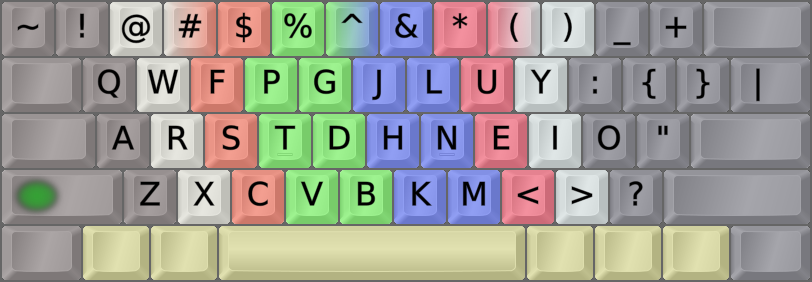 ~ ! @ # $ % ^ & * ( ) _ +
Q W F P G J L U Y : { } |
A R S T D H N E I O "
Z X C V B K M < > ?